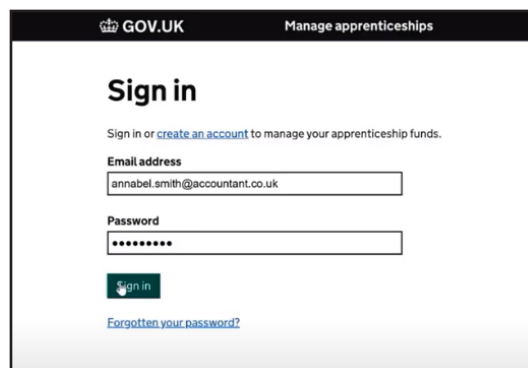 GOV.UK Manage apprenticeships
Sign in
Sign in or create an account to manage your apprenticeship funds.
Email address
annabel.smith@accountant.co.uk
Password
•••••••••
Sign in
Forgotten your password?